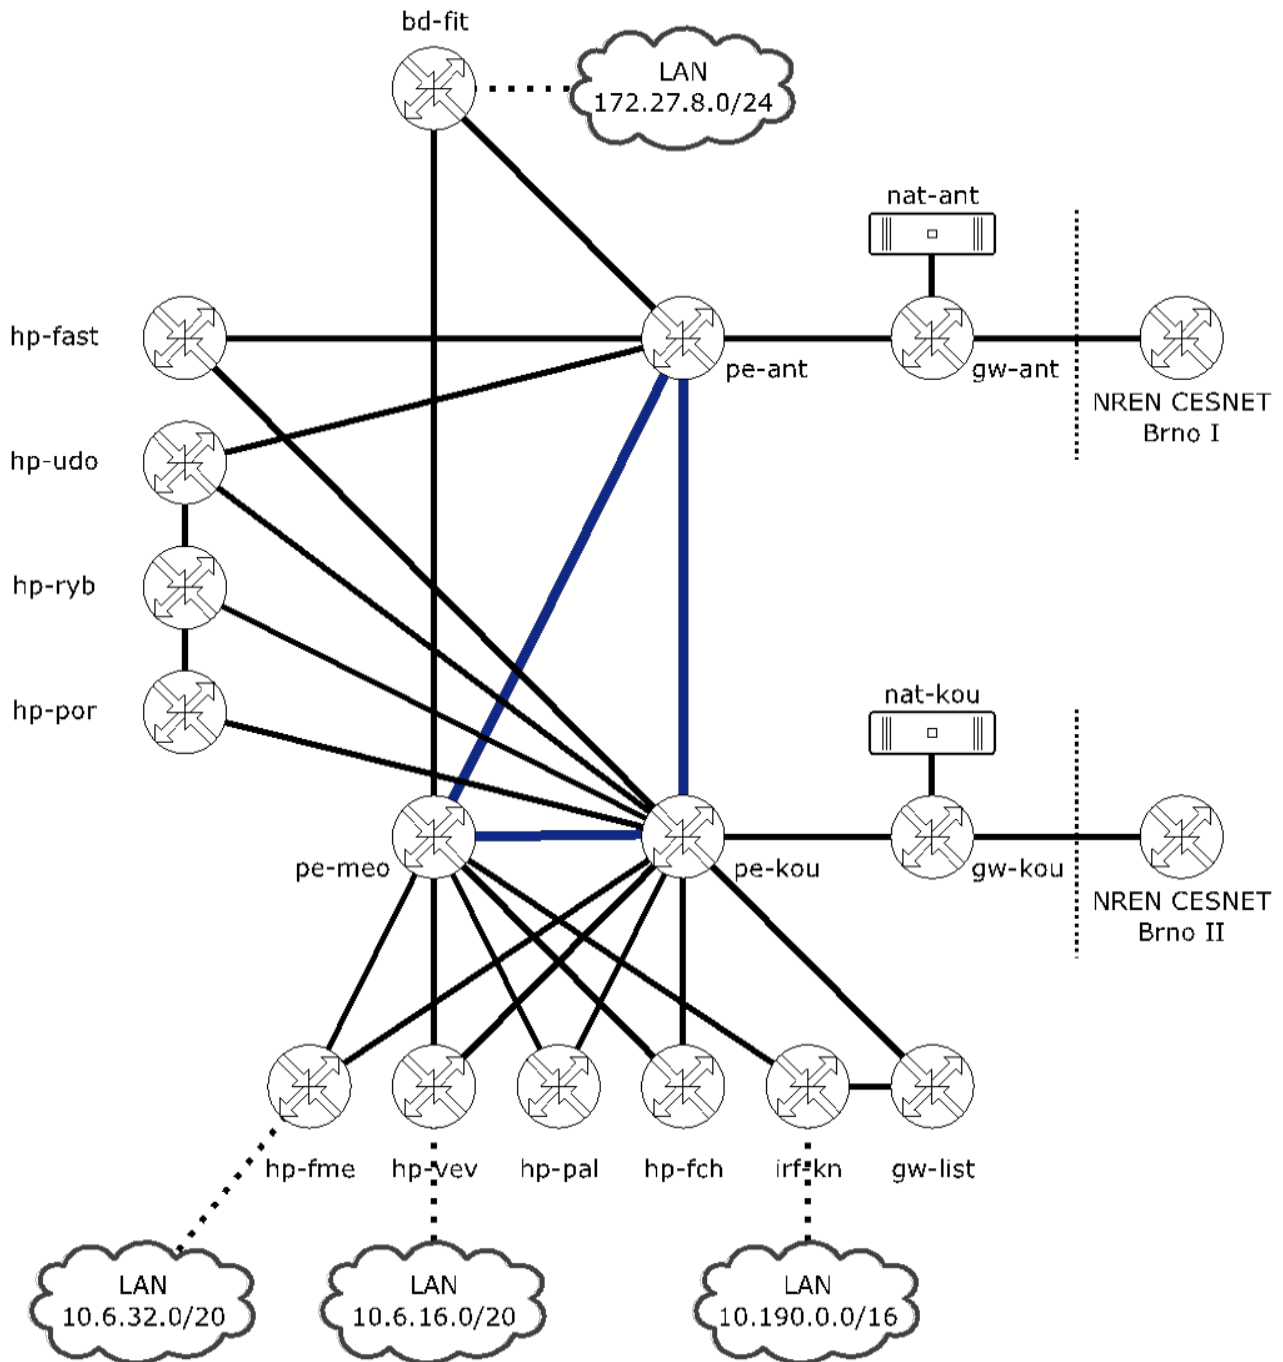 bd-fit
LAN
172.27.8.0/24
nat-ant
hp-fast
pe-ant
gw-ant
NREN CESNET
Brno I
hp-udo
hp-ryb
hp-por
nat-kou
pe-meo
pe-kou
gw-kou
NREN CESNET
Brno II
hp-fme
hp-vev
hp-pal
hp-fch
irf-kn
gw-list
LAN
10.6.32.0/20
LAN
10.6.16.0/20
LAN
10.190.0.0/16